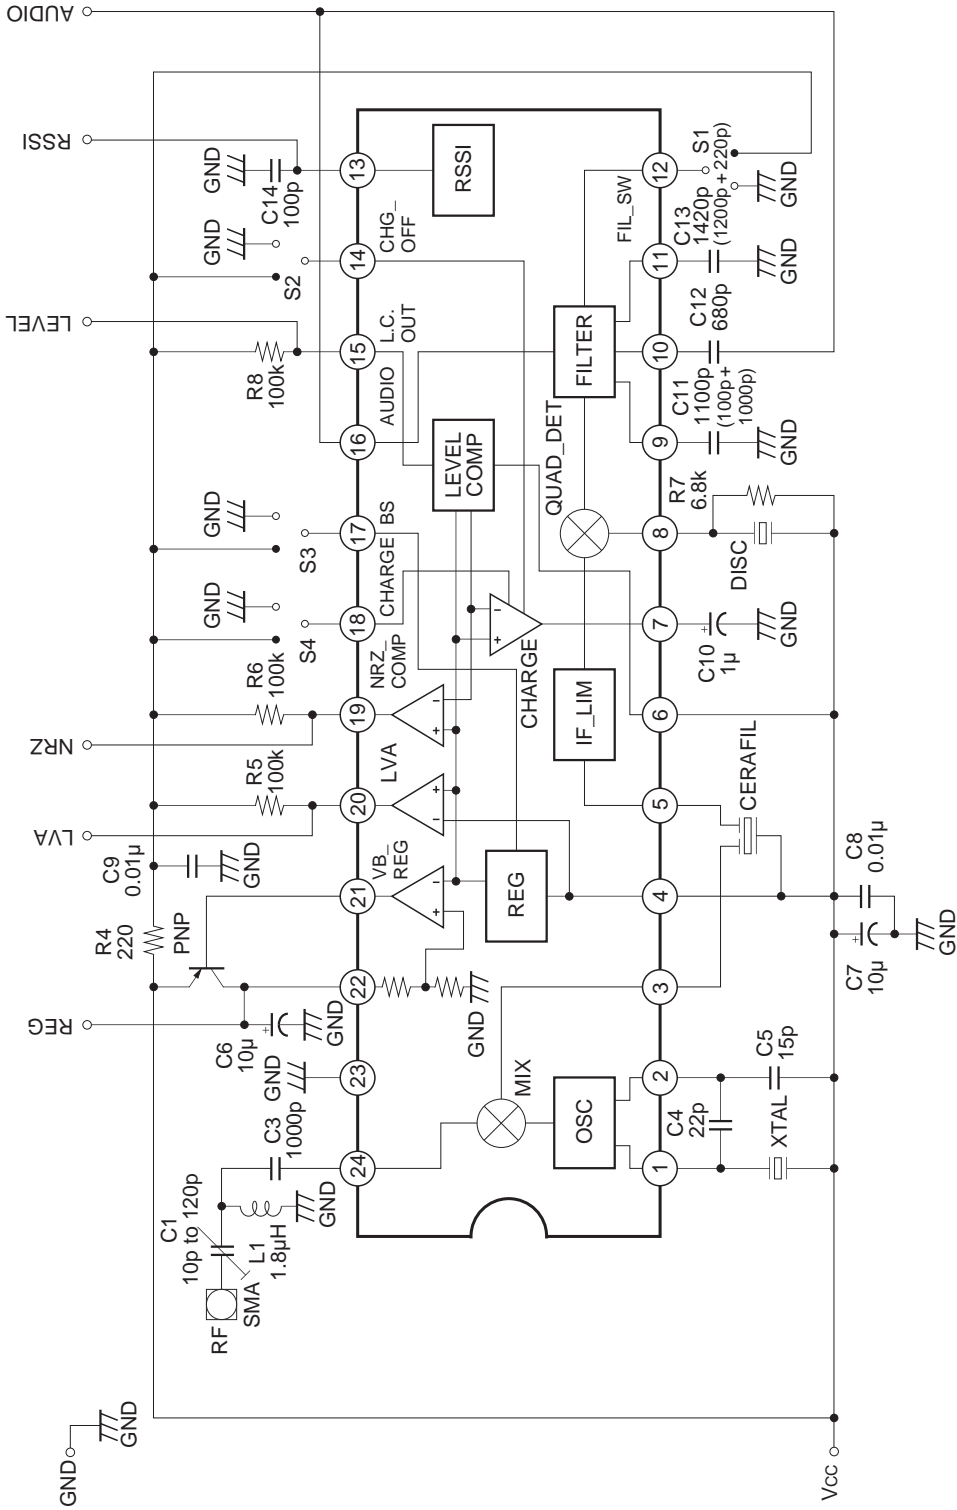 GND
GND
RF
SMA
C1
10p to 120p
L1
1.8µH
GND
C3
1000p
GND
REG
C6
10µ
GND
PNP
R4
220
C9
0.01µ
GND
LVA
R5
100k
NRZ
R6
100k
S4
GND
S3
GND
LEVEL
R8
100k
S2
GND
RSSI
C14
100p
GND
AUDIO
24
23
22
21
20
19
18
17
16
15
14
13
VB_
REG
LVA
NRZ_
COMP
CHARGE
BS
AUDIO
L.C.
OUT
CHG_
OFF
RSSI
LEVEL
COMP
+
-
-
+
+
-
+
-
CHARGE
GND
REG
MIX
OSC
IF_LIM
QUAD_DET
FILTER
FIL_SW
1
2
3
4
5
6
7
8
9
10
11
12
C4
22p
XTAL
C5
15p
CERAFIL
+
C7
10µ
C8
0.01µ
GND
+
C10
1µ
GND
DISC
R7
6.8k
C11
1100p
(100p+
1000p)
GND
C12
680p
C13
1420p
(1200p+220p)
GND
S1
GND
Vcc
+